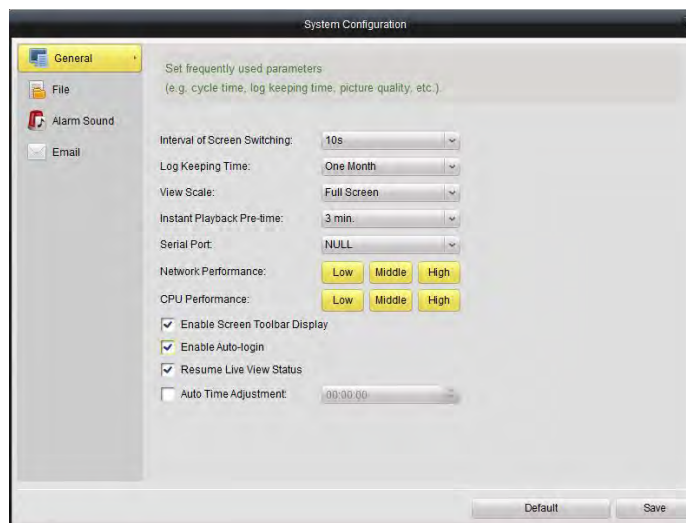 System Configuration
General
File
Alarm Sound
Email
Set frequently used parameters
(e.g. cycle time, log keeping time, picture quality, etc.).
Interval of Screen Switching: 10s
Log Keeping Time: One Month
View Scale: Full Screen
Instant Playback Pre-time: 3 min.
Serial Port: NULL
Network Performance: Low Middle High
CPU Performance: Low Middle High
Enable Screen Toolbar Display
Enable Auto-login
Resume Live View Status
Auto Time Adjustment: 00:00:00
Default Save